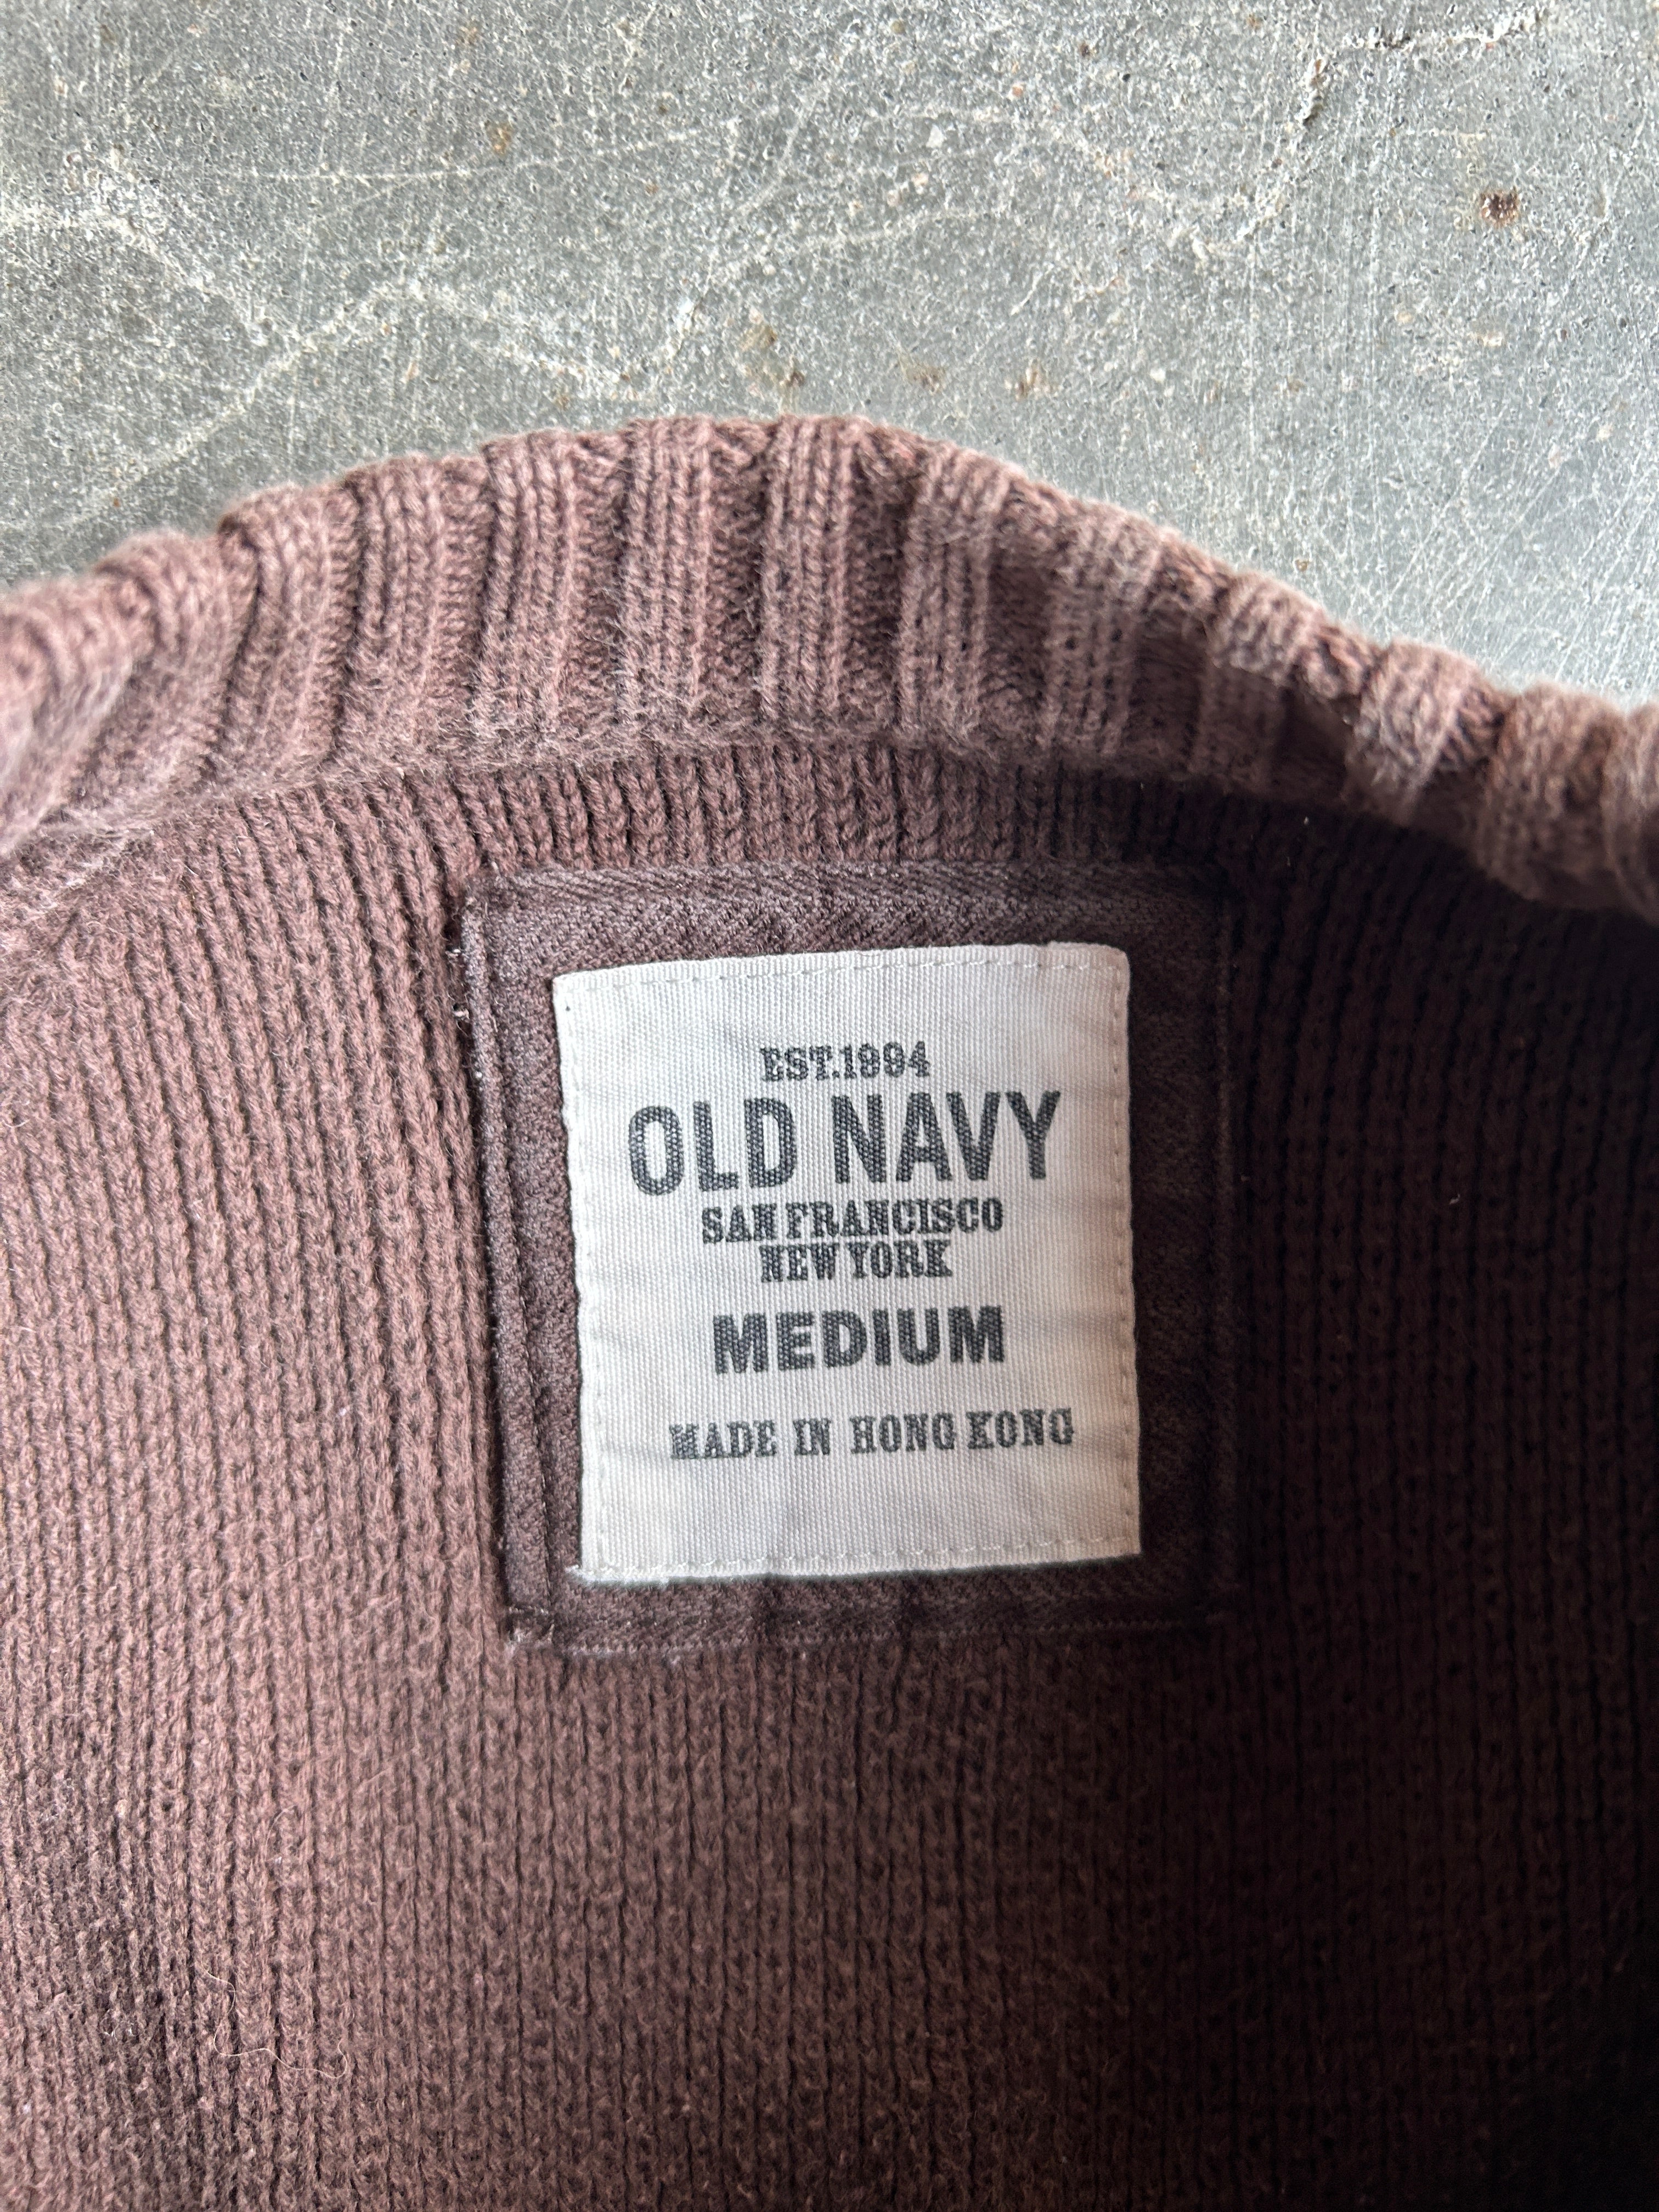 EST.1994
OLD NAVY
SAN FRANCISCO
NEW YORK
MEDIUM
MADE IN HONG KONG